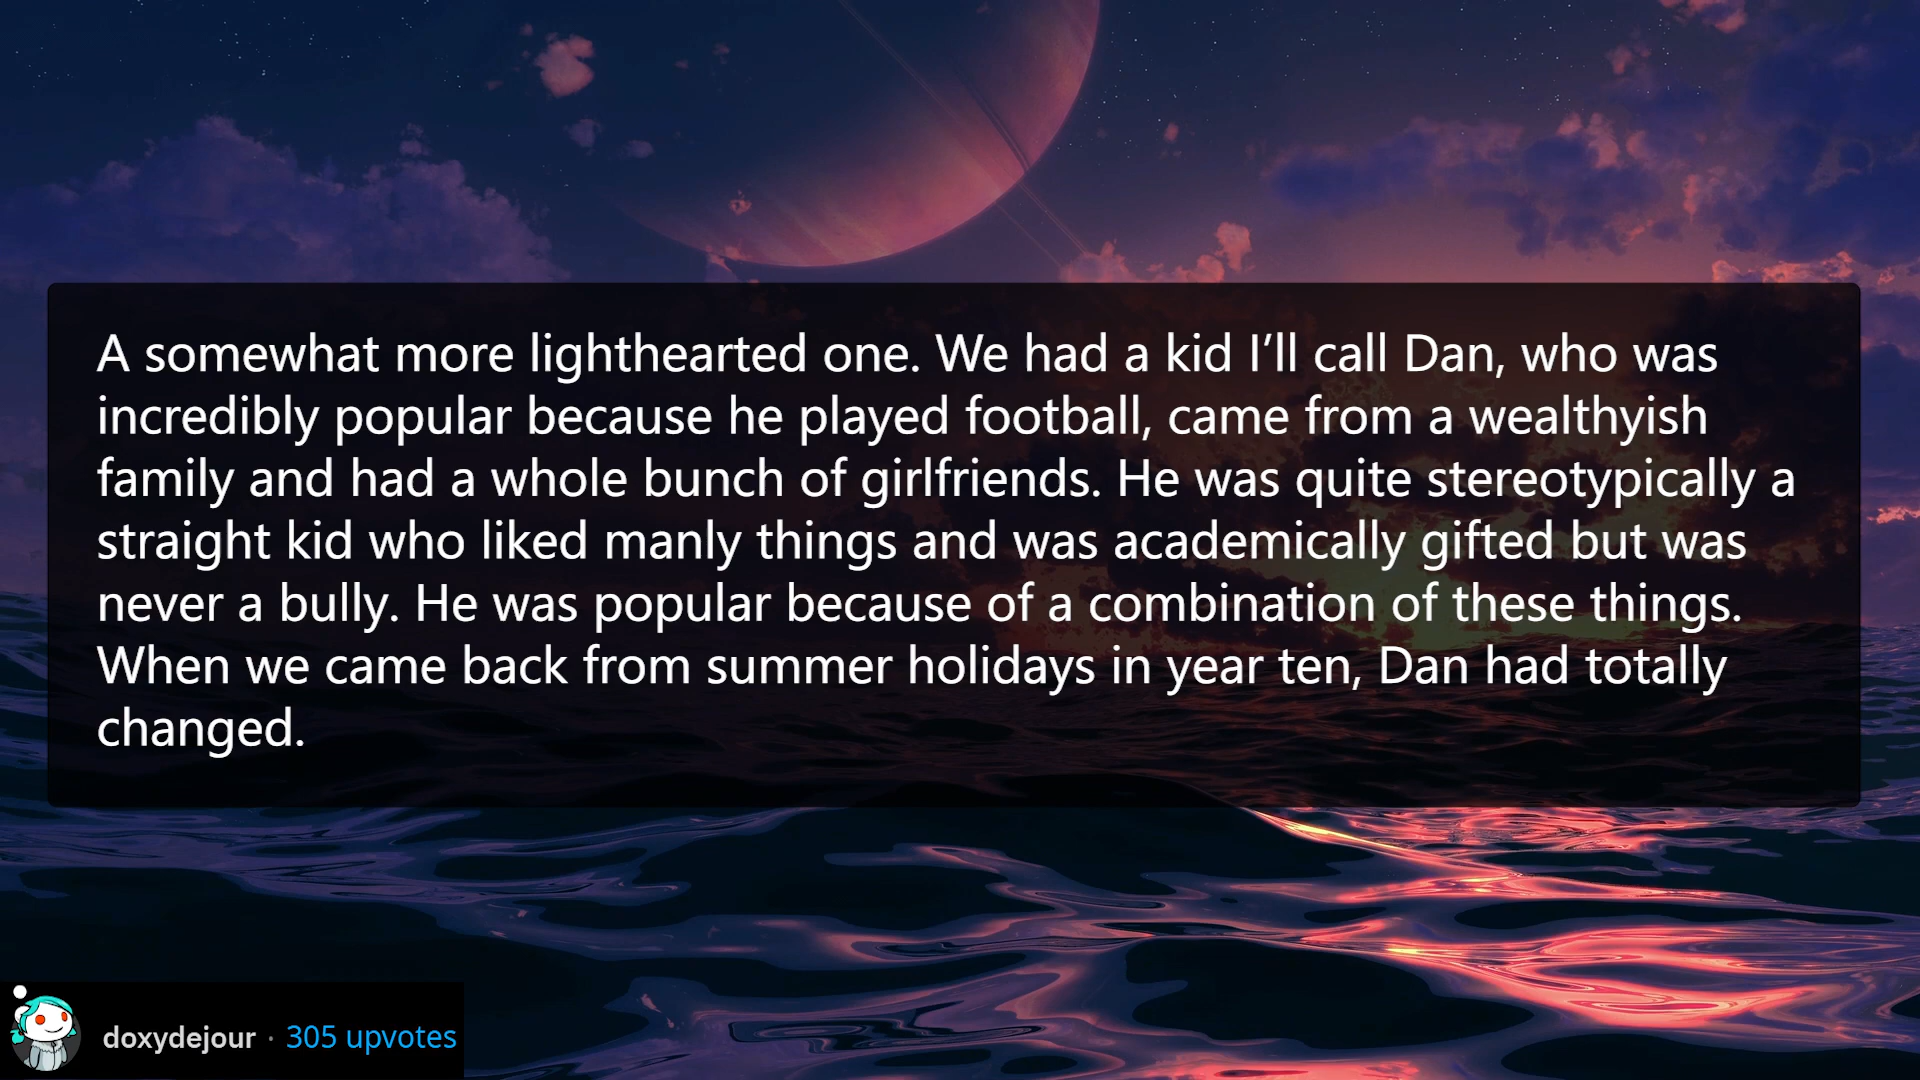 A somewhat more lighthearted one. We had a kid I’ll call Dan, who was
incredibly popular because he played football, came from a wealthyish
family and had a whole bunch of girlfriends. He was quite stereotypically a
straight kid who liked manly things and was academically gifted but was
never a bully. He was popular because of a combination of these things.
When we came back from summer holidays in year ten, Dan had totally
changed.
doxydejour · 305 upvotes